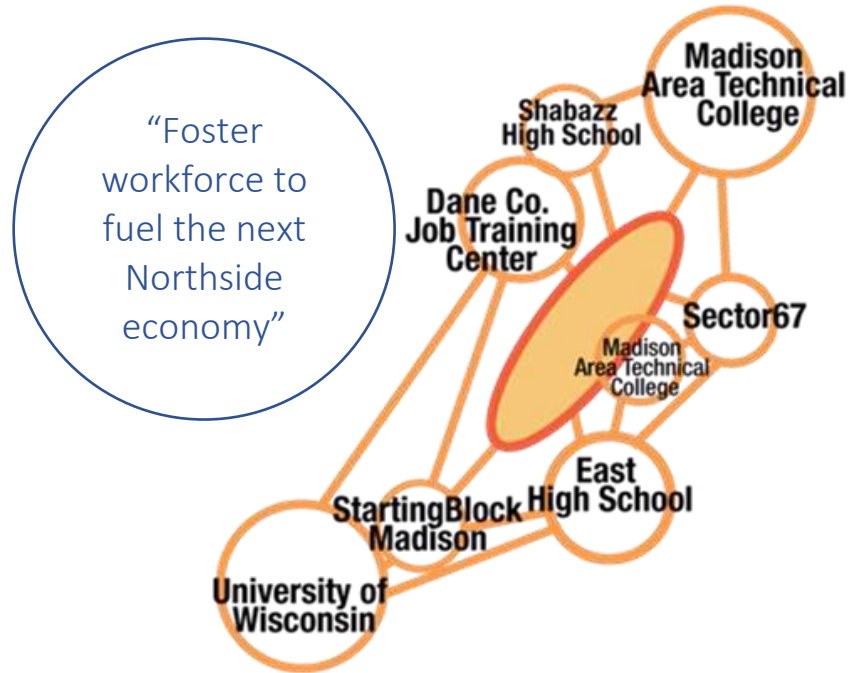 “Foster
workforce to
fuel the next
Northside
economy”
Madison
Area Technical
College
Shabazz
High School
Dane Co.
Job Training
Center
Sector67
Madison
Area Technical
College
East
High School
StartingBlock
Madison
University of
Wisconsin